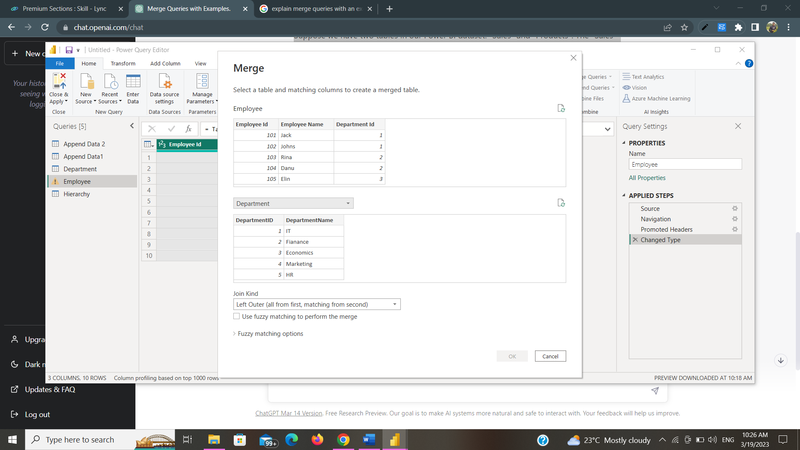 Premium Sections : Skill - Lync
Merge Queries with Examples.
explain merge queries with an ex
chat.openai.com/chat
New c
Your histo
seeing w
logg
Untitled - Power Query Editor
File
Home
Transform
Add Column
View
Close & Apply
New Source
Recent Sources
Enter Data
Data source settings
Manage Parameters
Close
New Query
Data Sources
Parameters
rge Queries
end Queries
ine Files
mbine
Text Analytics
Vision
Azure Machine Learning
AI Insights
Queries [5]
Append Data 2
Append Data1
Department
Employee
Hierarchy
fx
= Ta
Employee Id
1
2
3
4
5
6
7
8
9
10
Merge
Select a table and matching columns to create a merged table.
Employee
Employee Id Employee Name Department Id
101 Jack 1
102 Johns 1
103 Rina 2
104 Danu 2
105 Elin 3
Department
DepartmentID DepartmentName
1 IT
2 Fianance
3 Economics
4 Marketing
5 HR
Join Kind
Left Outer (all from first, matching from second)
Use fuzzy matching to perform the merge
Fuzzy matching options
OK
Cancel
Query Settings
PROPERTIES
Name
Employee
All Properties
APPLIED STEPS
Source
Navigation
Promoted Headers
Changed Type
3 COLUMNS, 10 ROWS
Column profiling based on top 1000 rows
PREVIEW DOWNLOADED AT 10:18 AM
Upgra
Dark m
Updates & FAQ
Log out
ChatGPT Mar 14 Version. Free Research Preview. Our goal is to make AI systems more natural and safe to interact with. Your feedback will help us improve.
Type here to search
99+
23°C Mostly cloudy
ENG
10:26 AM
3/19/2023